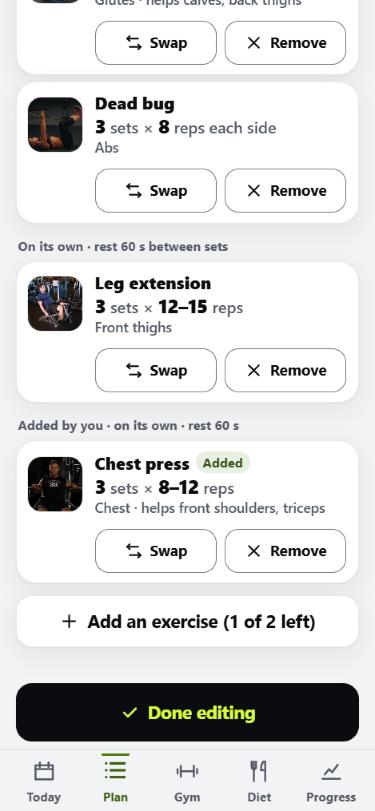 Glutes · helps calves, back thighs
Swap
Remove
Dead bug
3 sets × 8 reps each side
Abs
Swap
Remove
On its own · rest 60 s between sets
Leg extension
3 sets × 12–15 reps
Front thighs
Swap
Remove
Added by you · on its own · rest 60 s
Chest press Added
3 sets × 8–12 reps
Chest · helps front shoulders, triceps
Swap
Remove
Add an exercise (1 of 2 left)
Done editing
Today
Plan
Gym
Diet
Progress